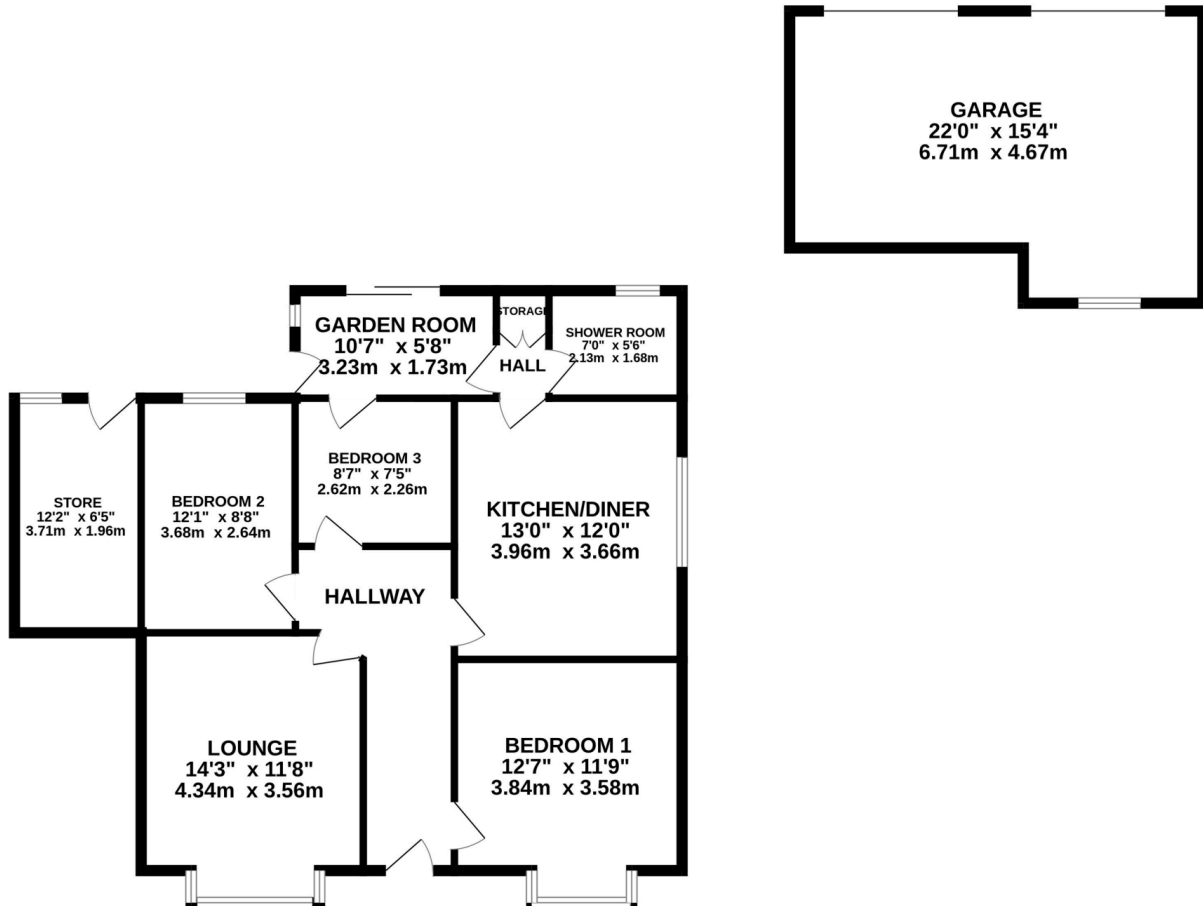 GARAGE
22'0" x 15'4"
6.71m x 4.67m
GARDEN ROOM
10'7" x 5'8"
3.23m x 1.73m
STORAGE
HALL
SHOWER ROOM
7'0" x 5'6"
2.13m x 1.68m
STORE
12'2" x 6'5"
3.71m x 1.96m
BEDROOM 2
12'1" x 8'8"
3.68m x 2.64m
BEDROOM 3
8'7" x 7'5"
2.62m x 2.26m
KITCHEN/DINER
13'0" x 12'0"
3.96m x 3.66m
HALLWAY
LOUNGE
14'3" x 11'8"
4.34m x 3.56m
BEDROOM 1
12'7" x 11'9"
3.84m x 3.58m